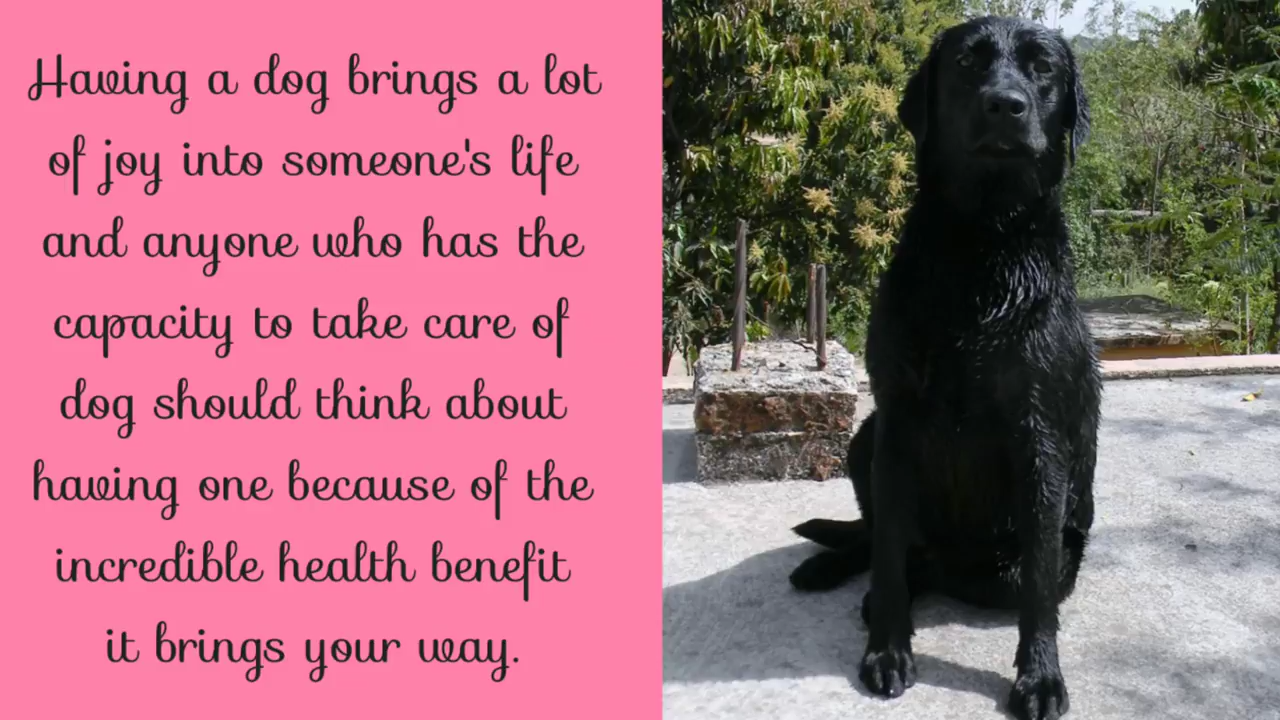 Having a dog brings a lot
of joy into someone's life
and anyone who has the
capacity to take care of
dog should think about
having one because of the
incredible health benefit
it brings your way.